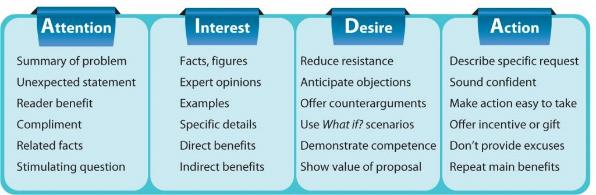 Attention
Summary of problem
Unexpected statement
Reader benefit
Compliment
Related facts
Stimulating question
Interest
Facts, figures
Expert opinions
Examples
Specific details
Direct benefits
Indirect benefits
Desire
Reduce resistance
Anticipate objections
Offer counterarguments
Use What if? scenarios
Demonstrate competence
Show value of proposal
Action
Describe specific request
Sound confident
Make action easy to take
Offer incentive or gift
Don't provide excuses
Repeat main benefits